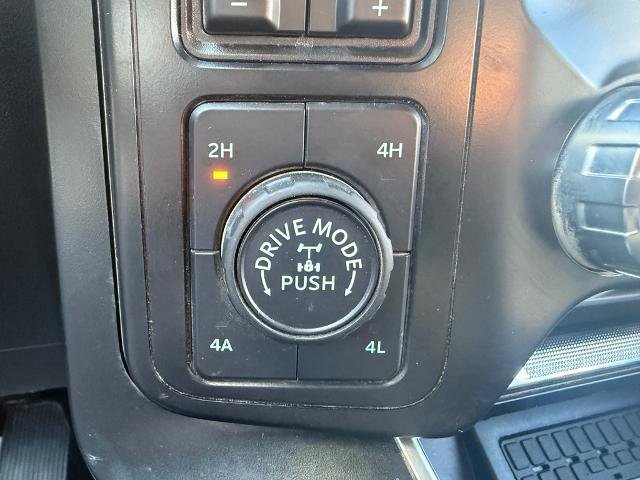 − +
2H 4H
DRIVE MODE
PUSH
4A 4L